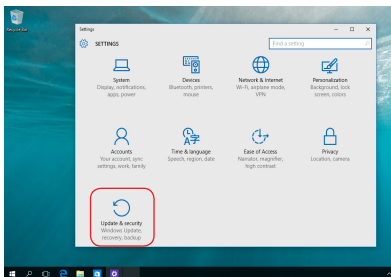 Recycle Bin
Settings
SETTINGS
Find a setting
System
Display, notifications,
apps, power
Devices
Bluetooth, printers,
mouse
Network & Internet
Wi-Fi, airplane mode,
VPN
Personalization
Background, lock
screen, colors
Accounts
Your account, sync
settings, work, family
Time & language
Speech, region, date
Ease of Access
Narrator, magnifier,
high contrast
Privacy
Location, camera
Update & security
Windows Update,
recovery, backup